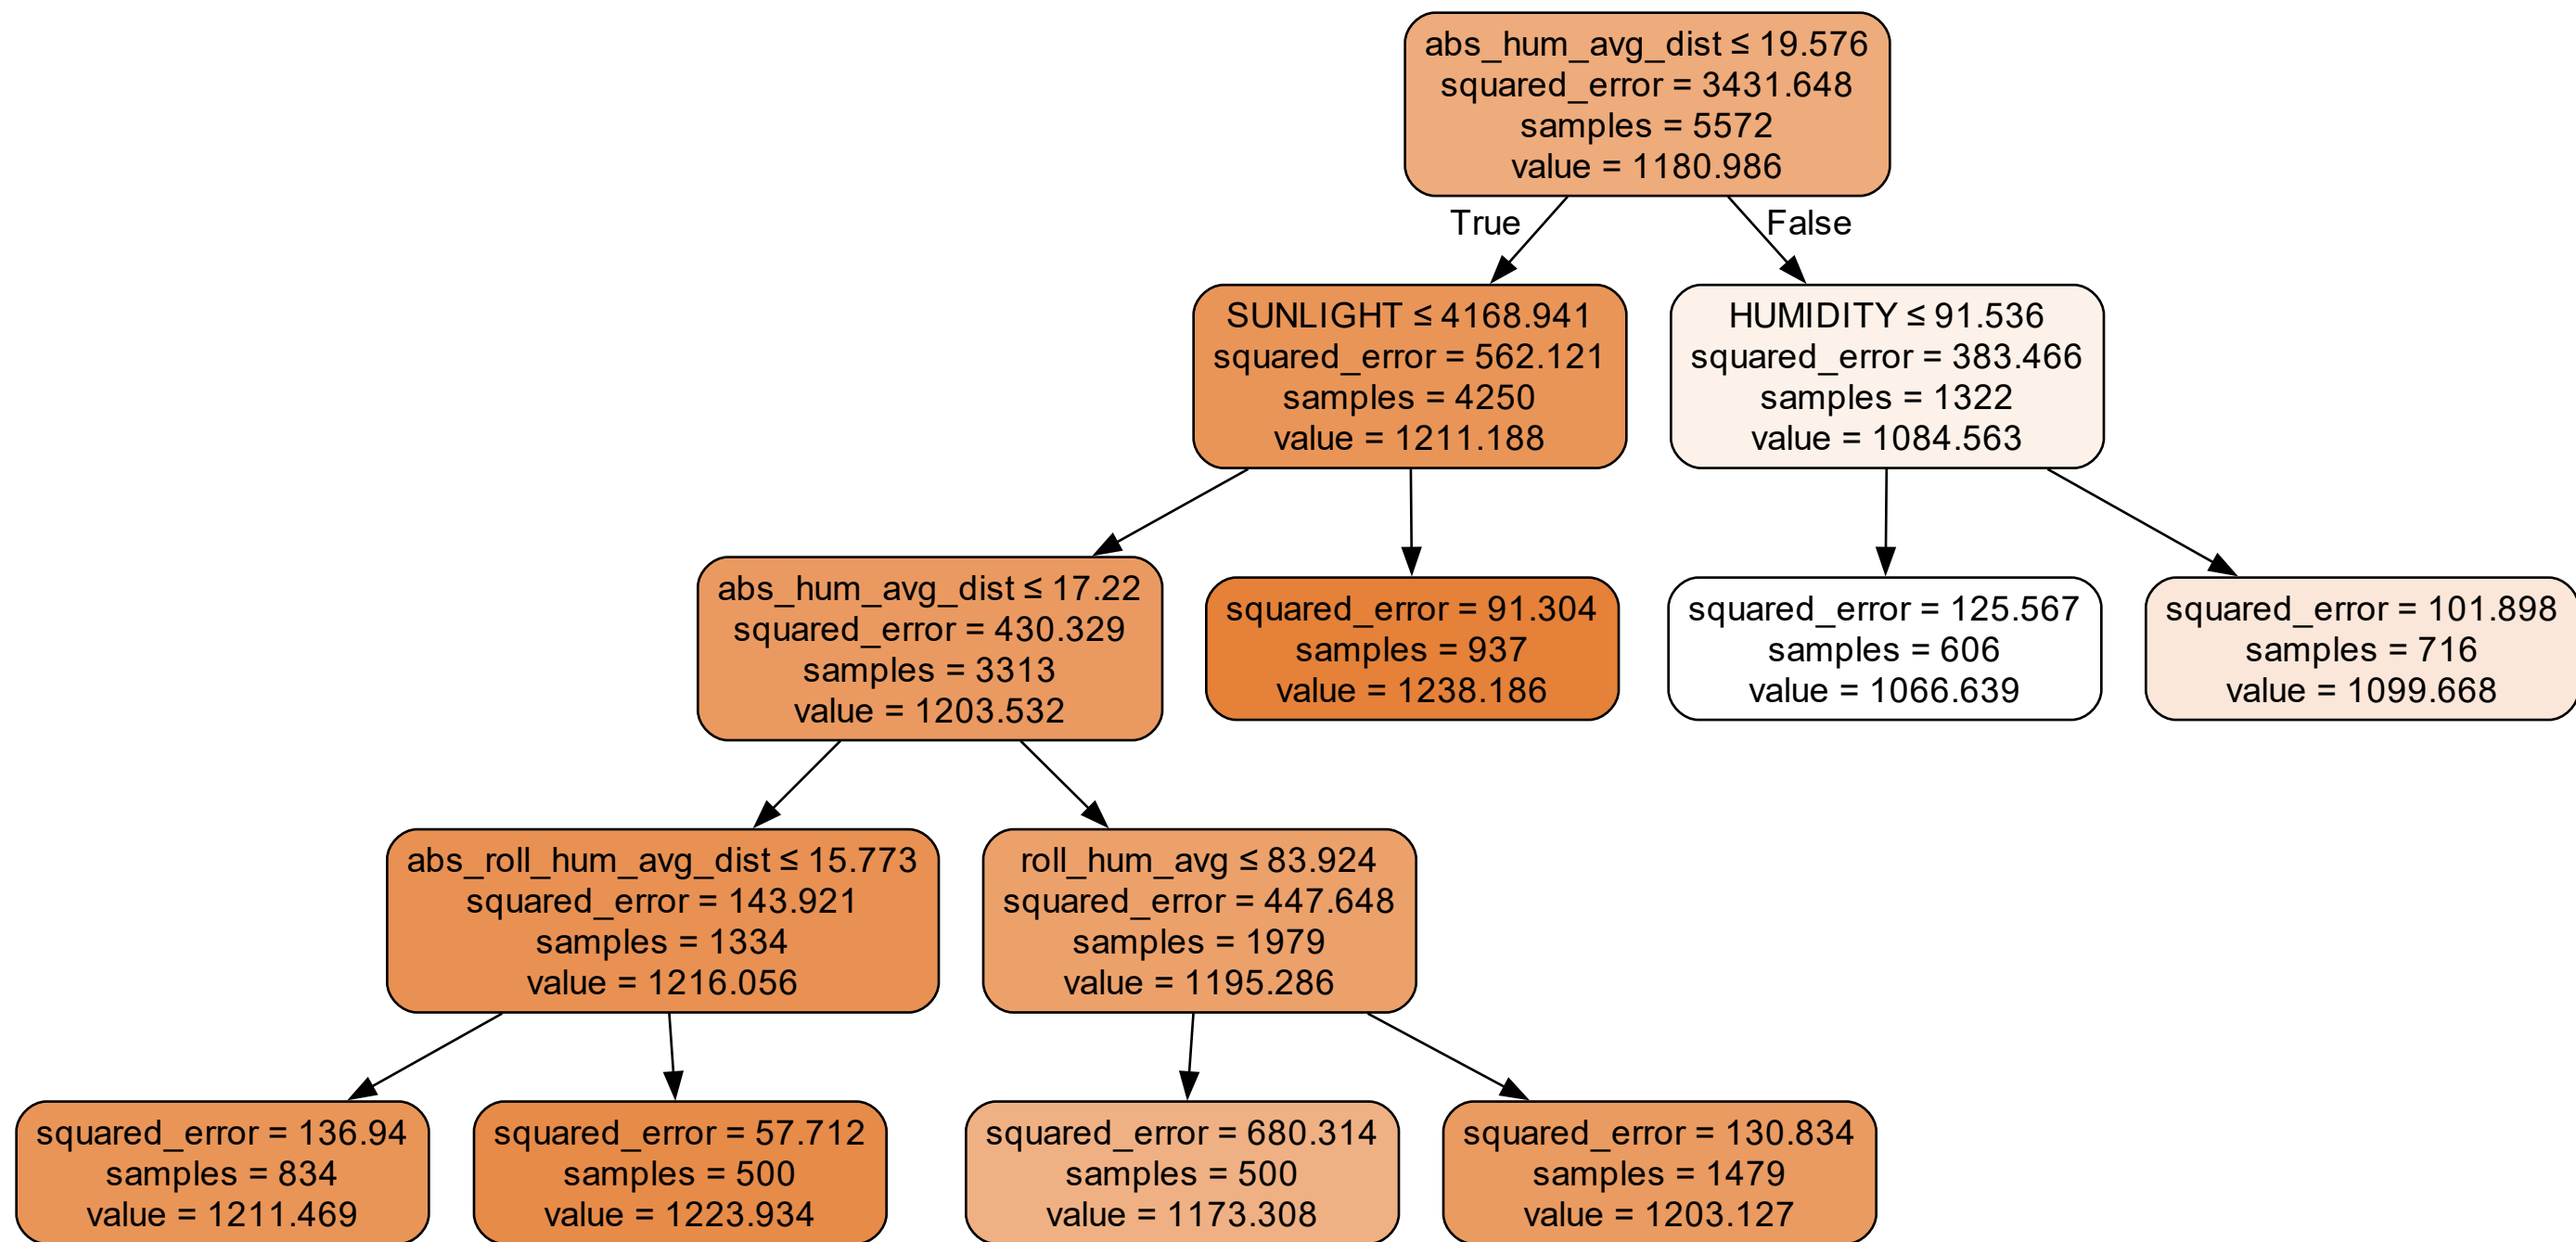 abs_hum_avg_dist ≤ 19.576
squared_error = 3431.648
samples = 5572
value = 1180.986
True
False
SUNLIGHT ≤ 4168.941
squared_error = 562.121
samples = 4250
value = 1211.188
HUMIDITY ≤ 91.536
squared_error = 383.466
samples = 1322
value = 1084.563
abs_hum_avg_dist ≤ 17.22
squared_error = 430.329
samples = 3313
value = 1203.532
squared_error = 91.304
samples = 937
value = 1238.186
squared_error = 125.567
samples = 606
value = 1066.639
squared_error = 101.898
samples = 716
value = 1099.668
abs_roll_hum_avg_dist ≤ 15.773
squared_error = 143.921
samples = 1334
value = 1216.056
roll_hum_avg ≤ 83.924
squared_error = 447.648
samples = 1979
value = 1195.286
squared_error = 136.94
samples = 834
value = 1211.469
squared_error = 57.712
samples = 500
value = 1223.934
squared_error = 680.314
samples = 500
value = 1173.308
squared_error = 130.834
samples = 1479
value = 1203.127